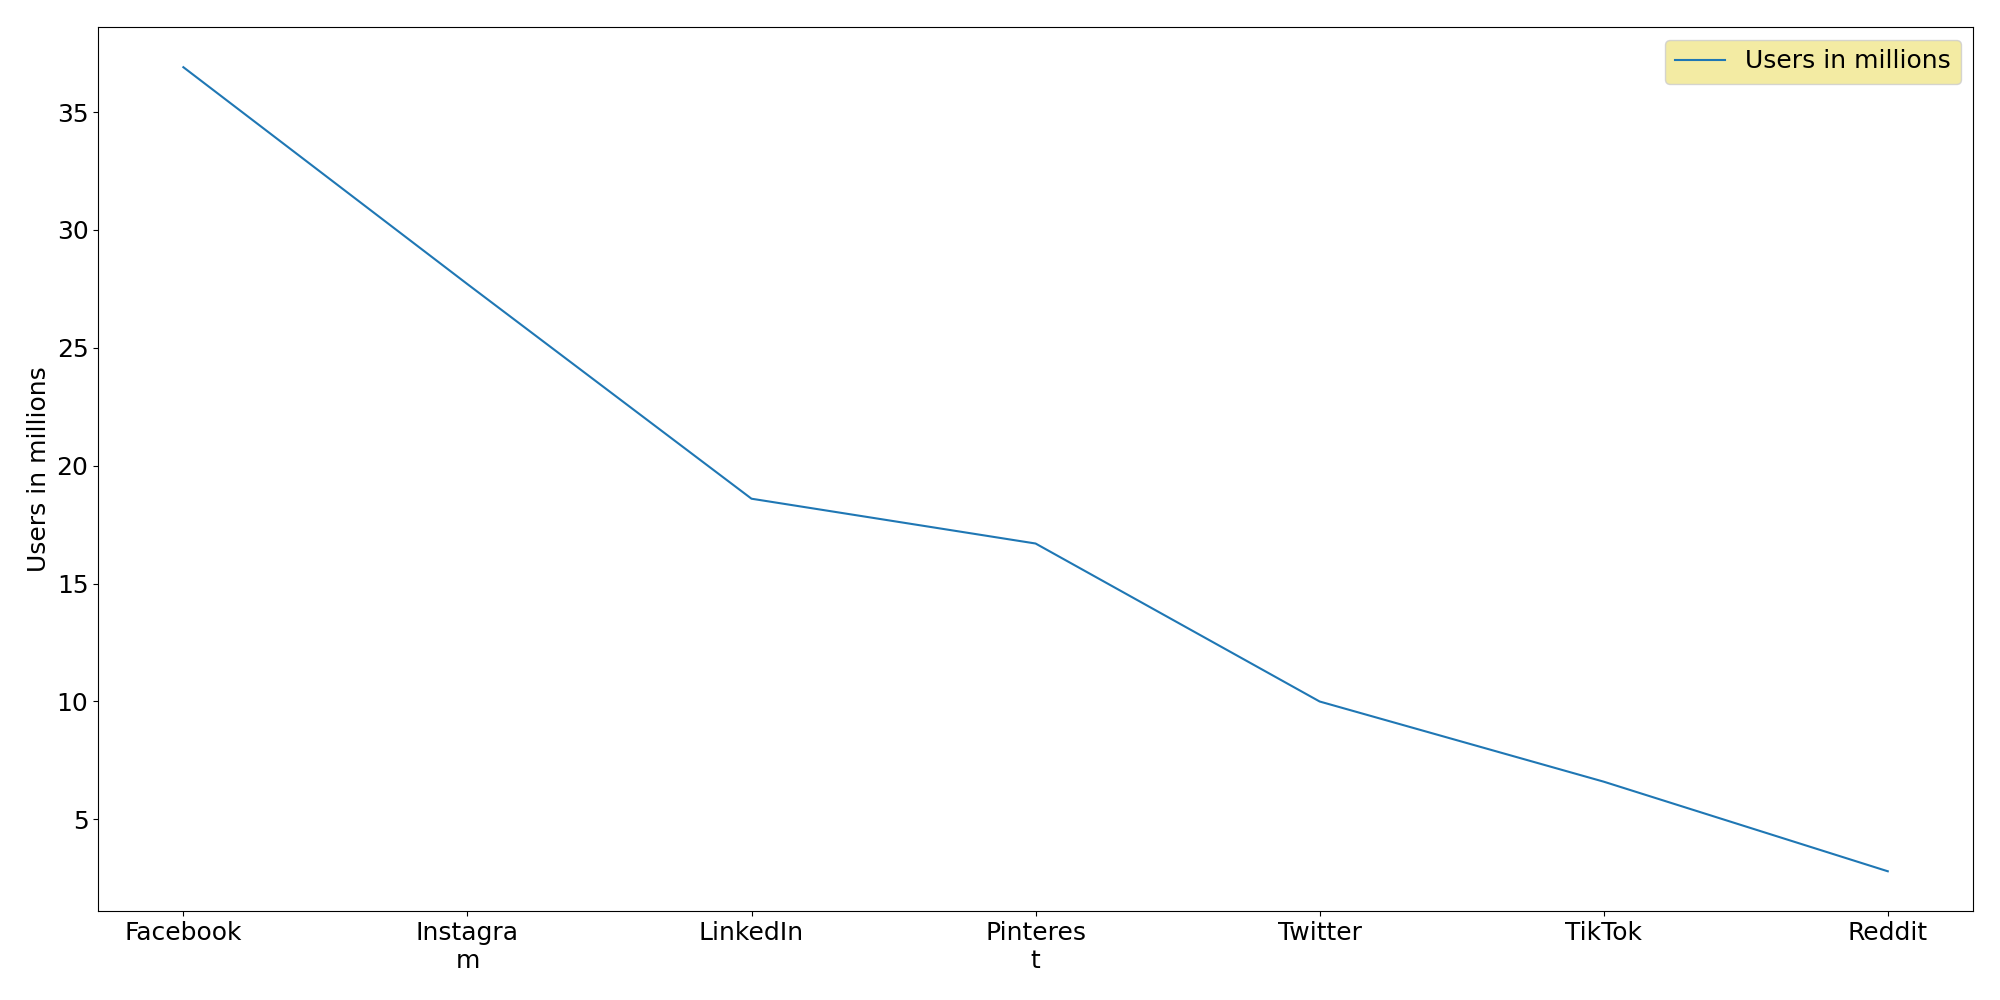 Users in millions
35
30
25
20
15
10
5
Users in millions
Facebook
Instagra
m
LinkedIn
Pinteres
t
Twitter
TikTok
Reddit